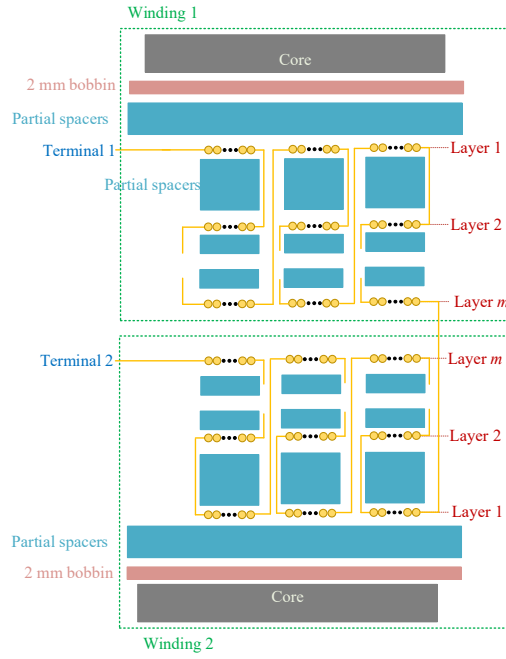 Winding 1
Core
2 mm bobbin
Partial spacers
Terminal 1
Layer 1
Partial spacers
Layer 2
Layer m
Terminal 2
Layer m
Layer 2
Layer 1
Partial spacers
2 mm bobbin
Core
Winding 2